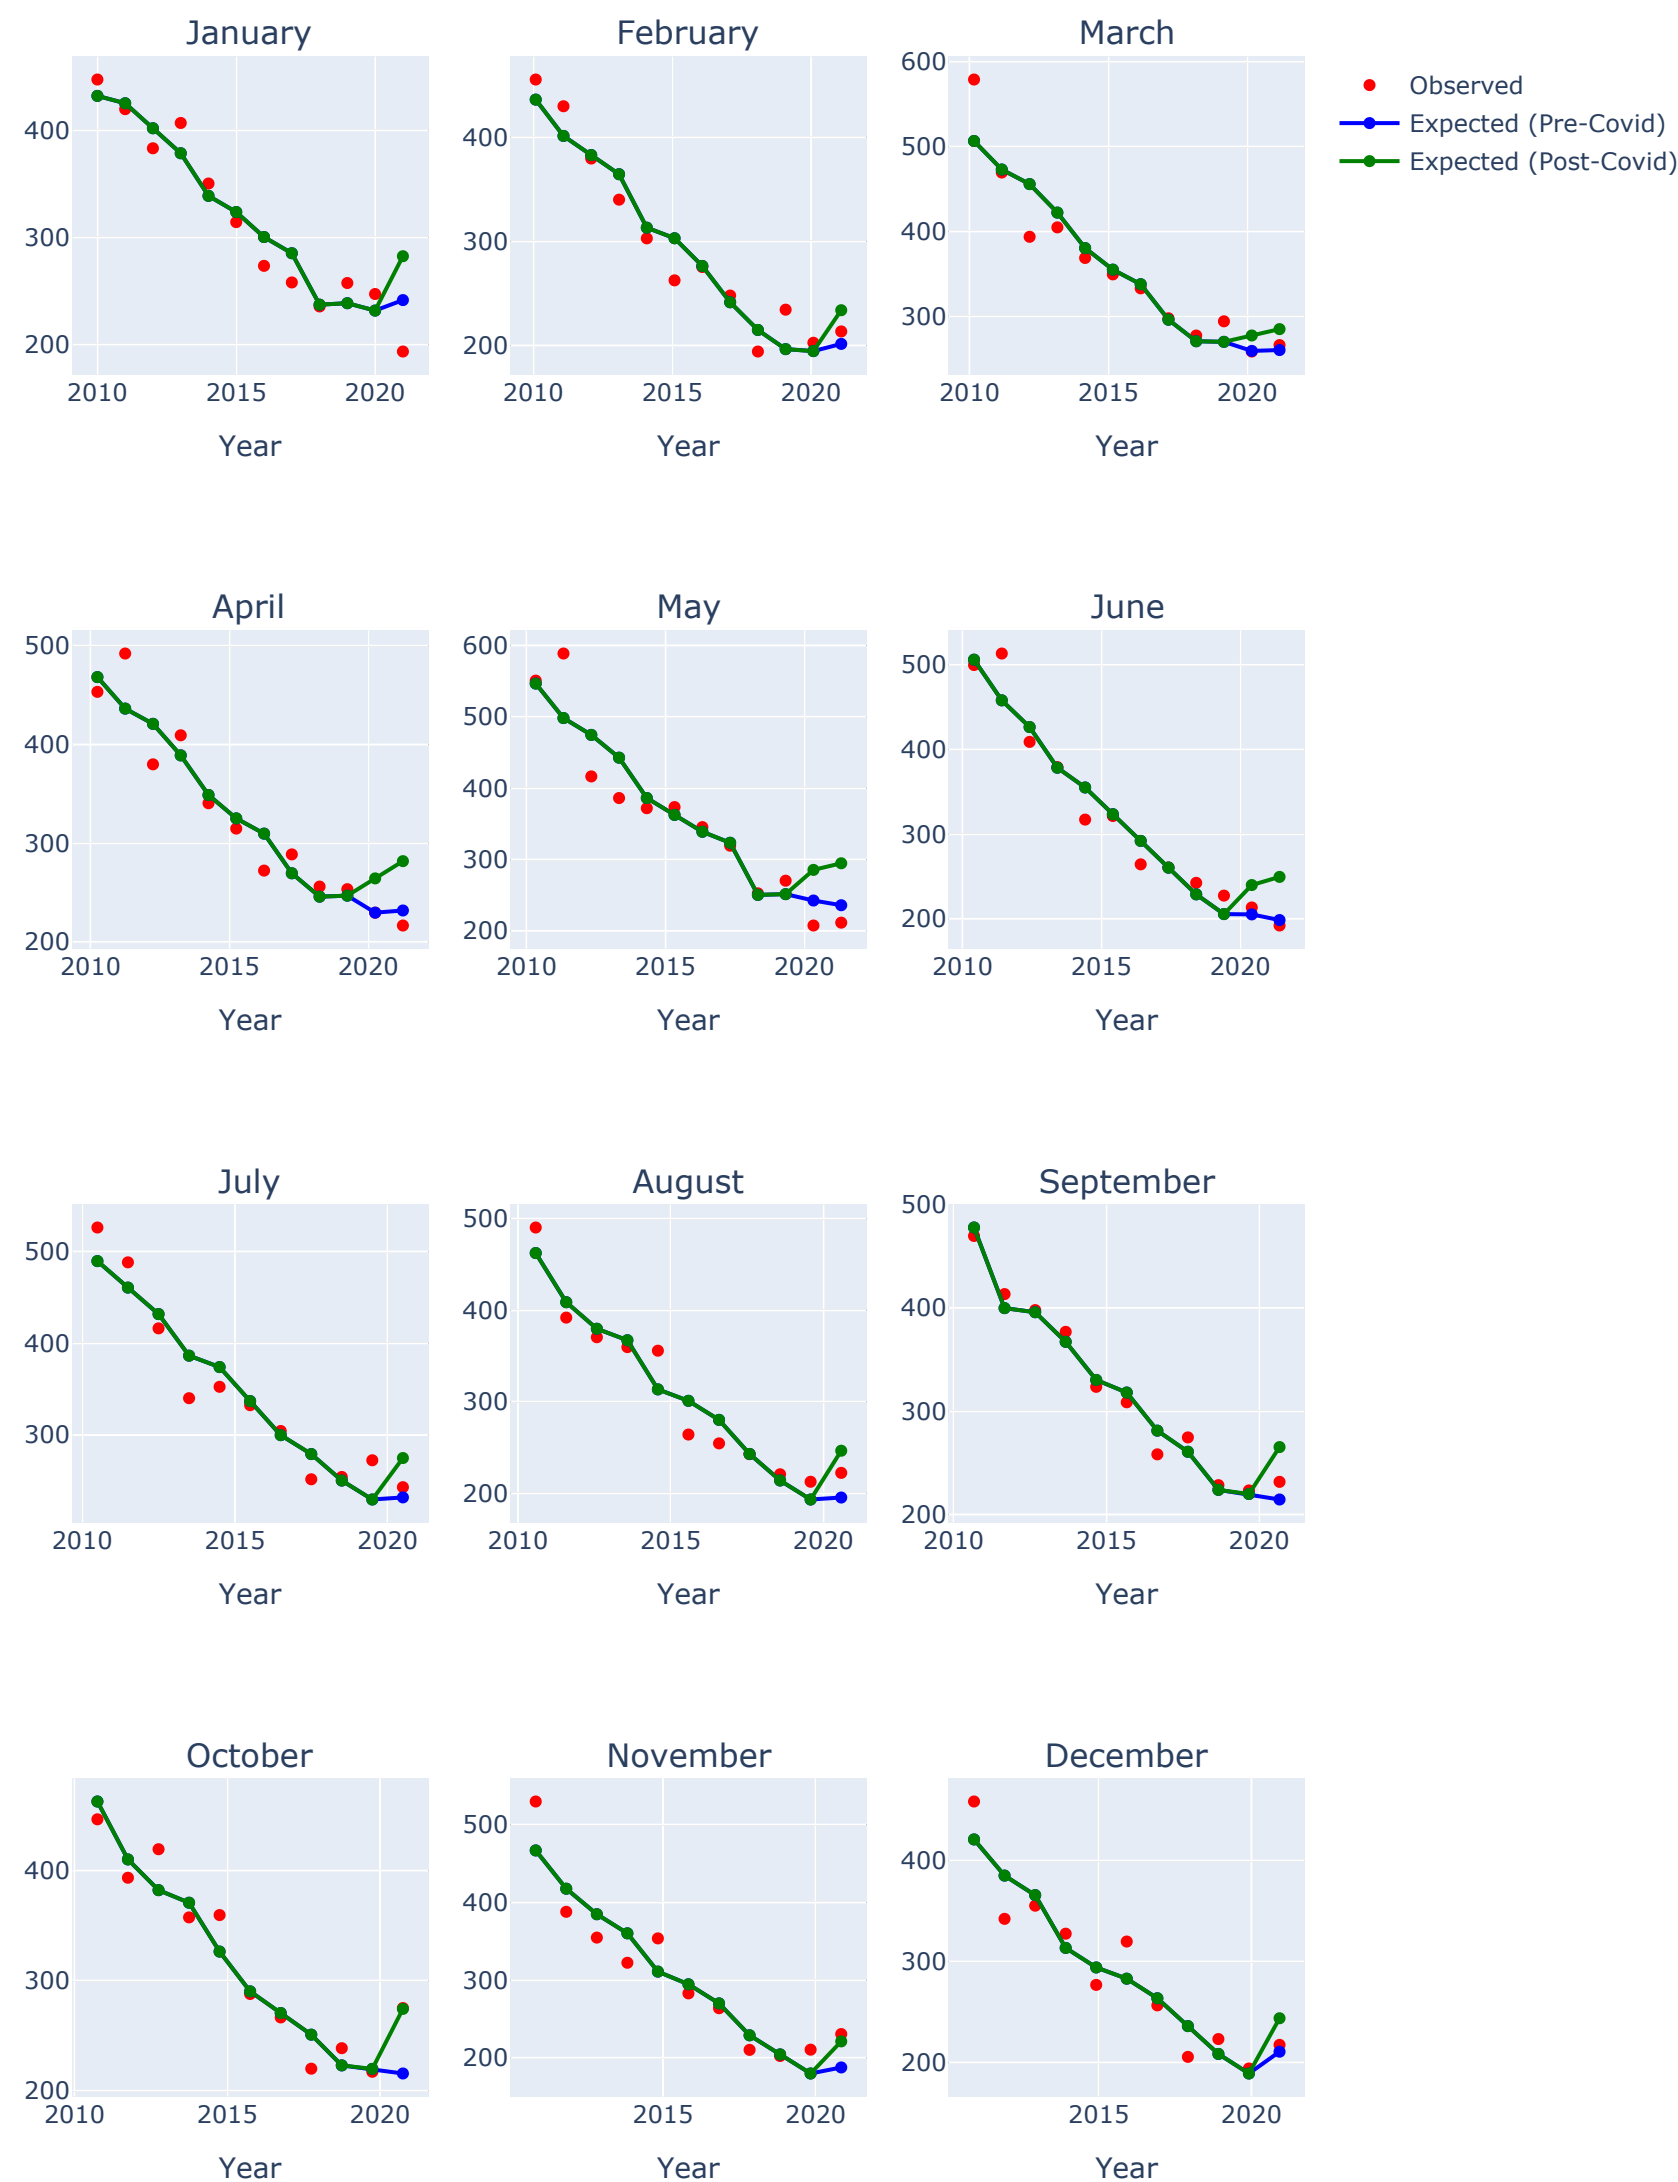 January
February
March
400
300
200
2010
2015
2020
Year
400
300
200
2010
2015
2020
Year
600
500
400
300
2010
2015
2020
Year
Observed
Expected (Pre-Covid)
Expected (Post-Covid)
April
May
June
500
400
300
200
2010
2015
2020
Year
600
500
400
300
200
2010
2015
2020
Year
500
400
300
200
2010
2015
2020
Year
July
August
September
500
400
300
2010
2015
2020
Year
500
400
300
200
2010
2015
2020
Year
500
400
300
200
2010
2015
2020
Year
October
November
December
400
300
200
2010
2015
2020
Year
500
400
300
200
2015
2020
Year
400
300
200
2015
2020
Year